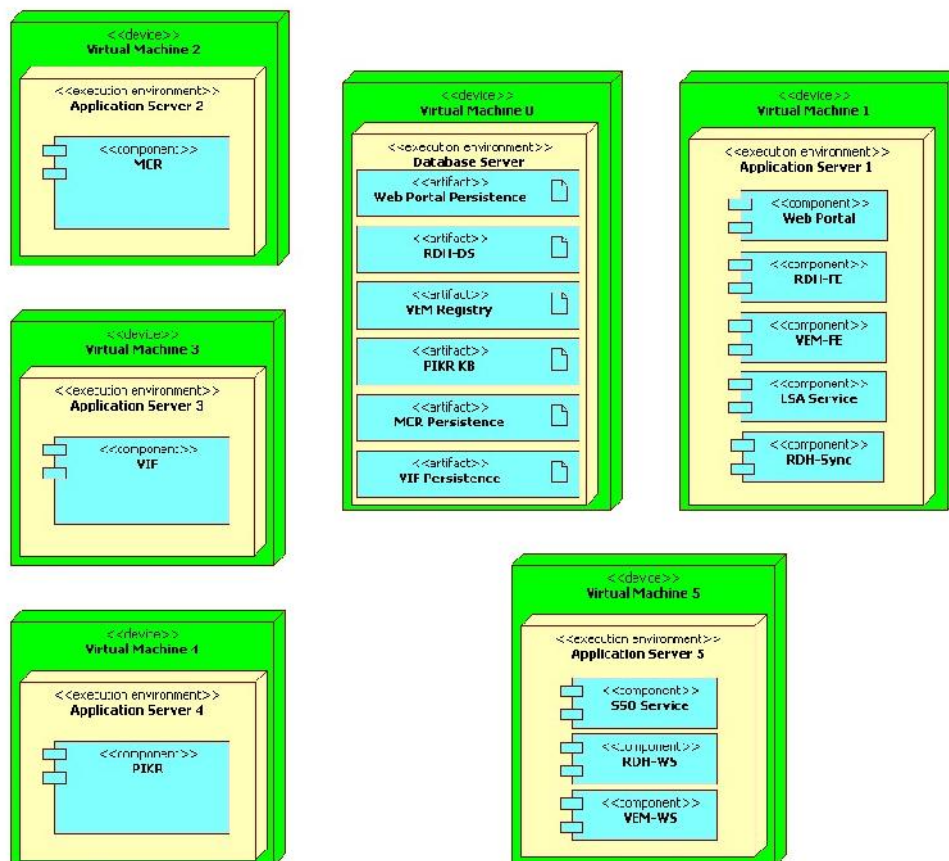 <<device>>
Virtual Machine 2
<<execution environment>>
Application Server 2
<<component>>
MCR
<<device>>
Virtual Machine 3
<<execution environment>>
Application Server 3
<<component>>
VIF
<<device>>
Virtual Machine 4
<<execution environment>>
Application Server 4
<<component>>
PIKR
<<device>>
Virtual Machine 0
<<execution environment>>
Database Server
<<artifact>>
Web Portal Persistence
<<artifact>>
RDH-DS
<<artifact>>
VEM Registry
<<artifact>>
PIKR KB
<<artifact>>
MCR Persistence
<<artifact>>
VIF Persistence
<<device>>
Virtual Machine 1
<<execution environment>>
Application Server 1
<<component>>
Web Portal
<<component>>
RDH-FE
<<component>>
VEM-FE
<<component>>
LSA Service
<<component>>
RDH-Sync
<<device>>
Virtual Machine 5
<<execution environment>>
Application Server 5
<<component>>
SSO Service
<<component>>
RDH-WS
<<component>>
VEM-WS